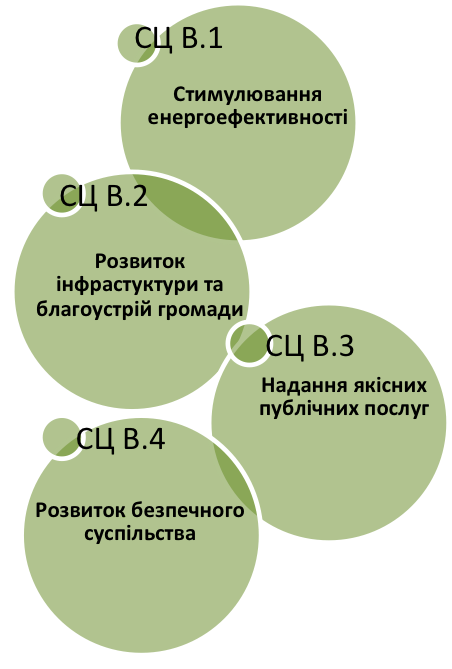 СЦ В.1
Стимулювання
енергоефективності
СЦ В.2
Розвиток
інфрастуктури та
благоустрій громади
СЦ В.3
Надання якісних
публічних послуг
СЦ В.4
Розвиток безпечного
суспільства